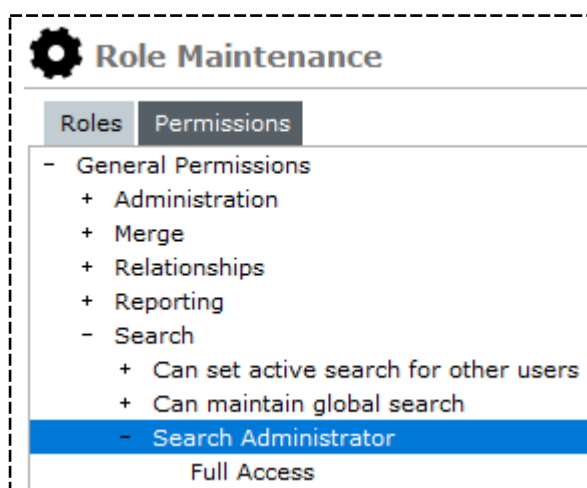 Role Maintenance
Roles Permissions
- General Permissions
+ Administration
+ Merge
+ Relationships
+ Reporting
- Search
+ Can set active search for other users
+ Can maintain global search
- Search Administrator
Full Access